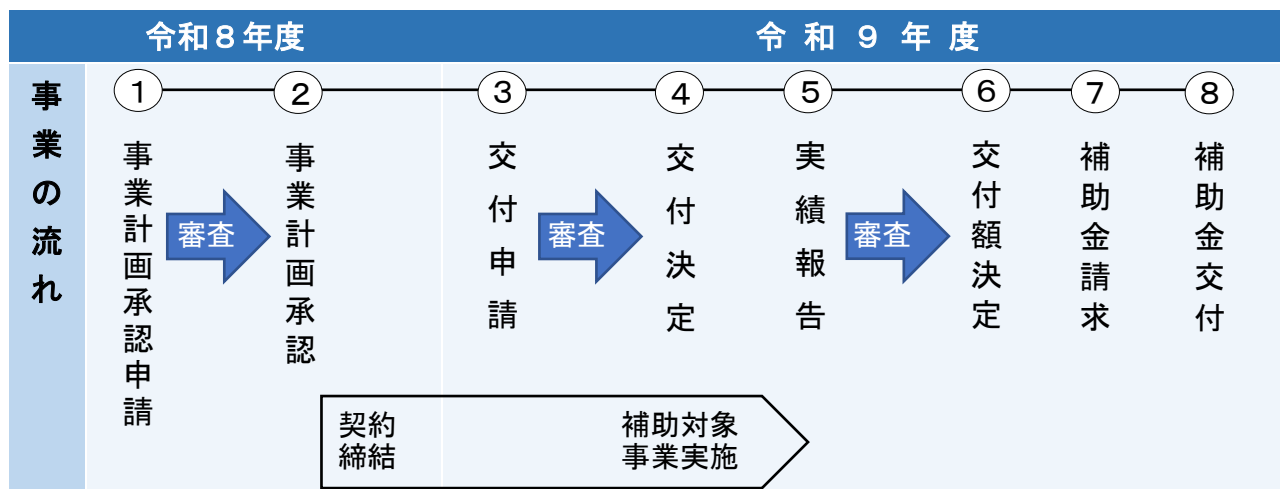 令和８年度
令和９年度
事業の流れ
①
②
③
④
⑤
⑥
⑦
⑧
事業計画承認申請
審査
事業計画承認
交付申請
審査
交付決定
実績報告
審査
交付額決定
補助金請求
補助金交付
契約
締結
補助対象
事業実施